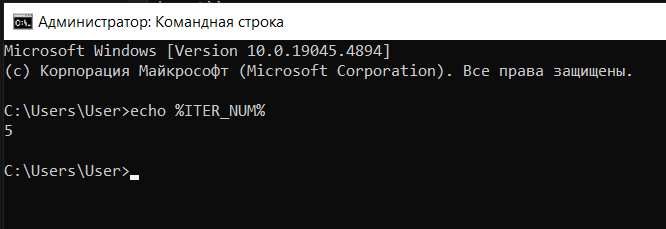 Администратор: Командная строка
Microsoft Windows [Version 10.0.19045.4894]
(c) Корпорация Майкрософт (Microsoft Corporation). Все права защищены.
C:\Users\User>echo %ITER_NUM%
5
C:\Users\User>